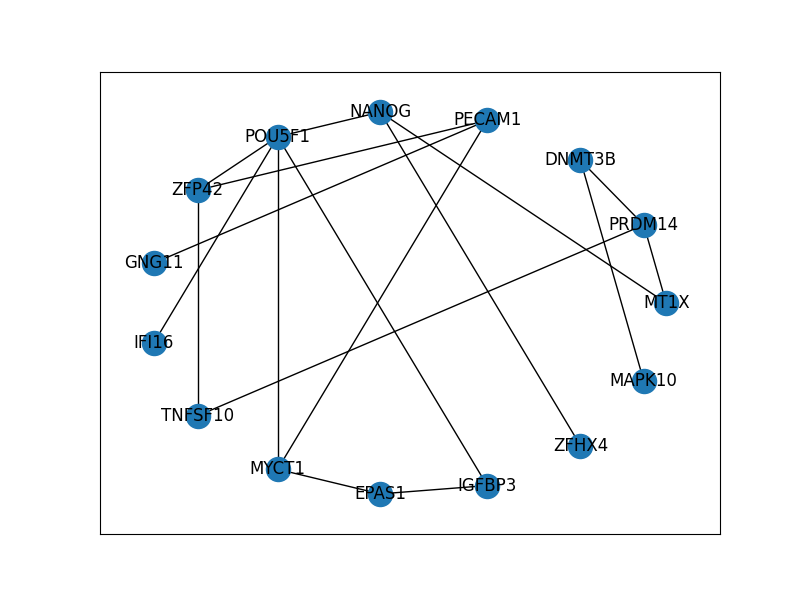 NANOG
PECAM1
POU5F1
DNMT3B
ZFP42
PRDM14
GNG11
MT1X
IFI16
MAPK10
TNFSF10
ZFHX4
MYCT1
IGFBP3
EPAS1